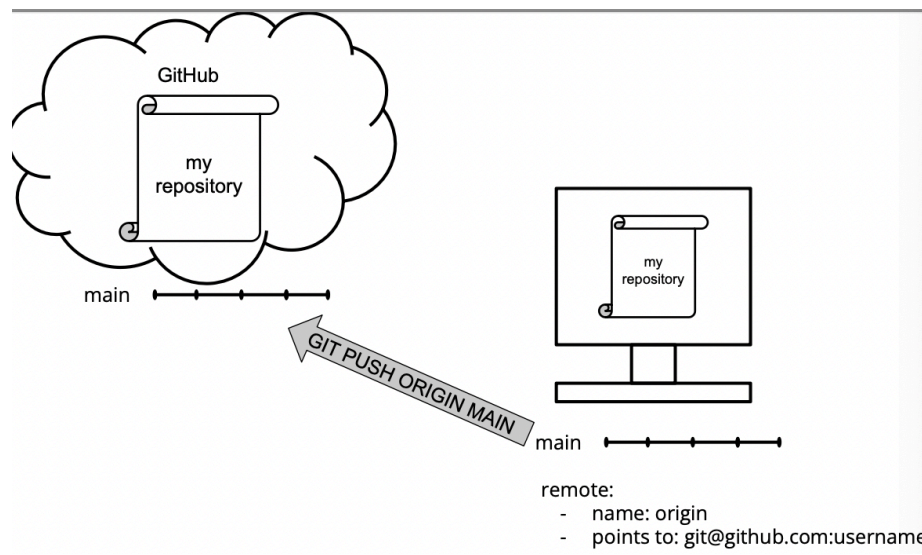 GitHub
my
repository
my
repository
main
GIT PUSH ORIGIN MAIN
main
remote:
- name: origin
- points to: git@github.com:username